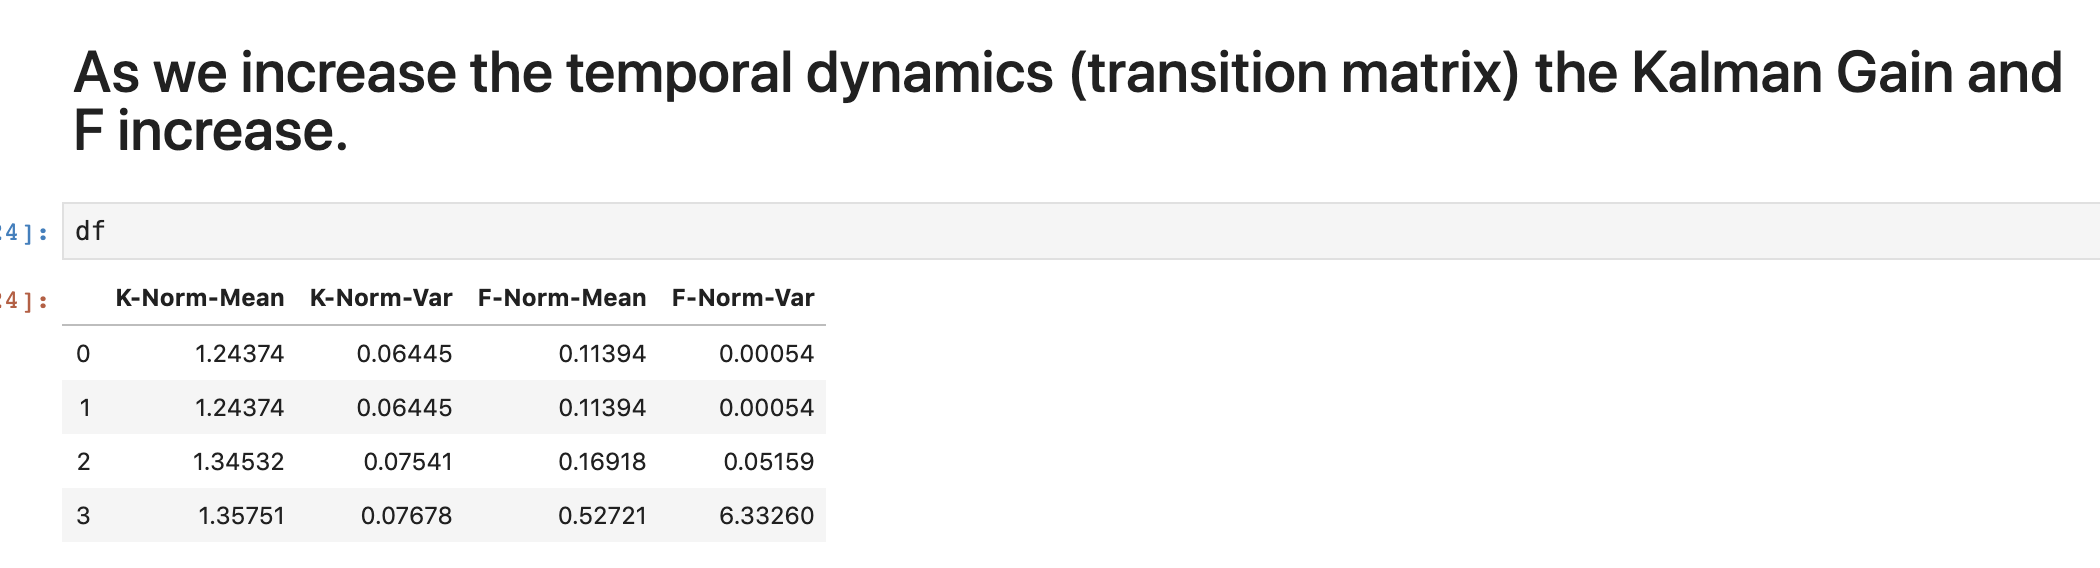 As we increase the temporal dynamics (transition matrix) the Kalman Gain and
F increase.
4]: df
4]: K-Norm-Mean K-Norm-Var F-Norm-Mean F-Norm-Var
0 1.24374 0.06445 0.11394 0.00054
1 1.24374 0.06445 0.11394 0.00054
2 1.34532 0.07541 0.16918 0.05159
3 1.35751 0.07678 0.52721 6.33260